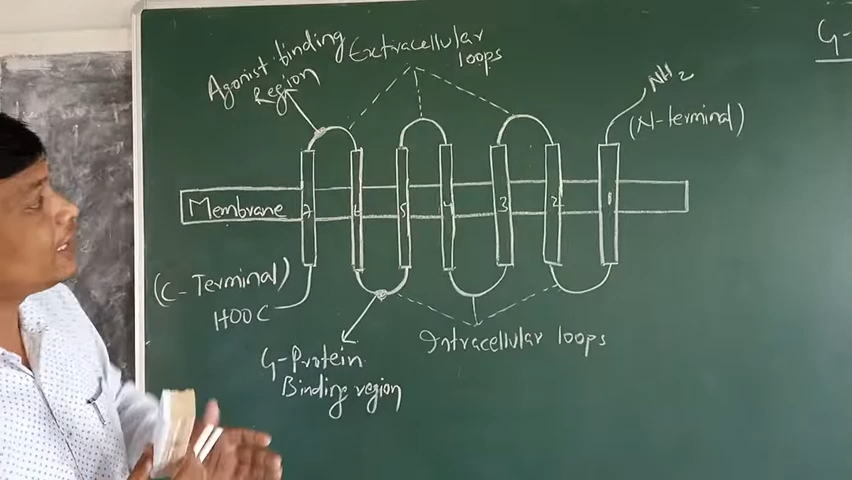 G-
Agonist binding
Region
Extracellular
loops
NH2
(N-terminal)
Membrane
7 6 5 4 3 2 1
(C-Terminal)
HOOC
Intracellular loops
G-Protein
Binding region